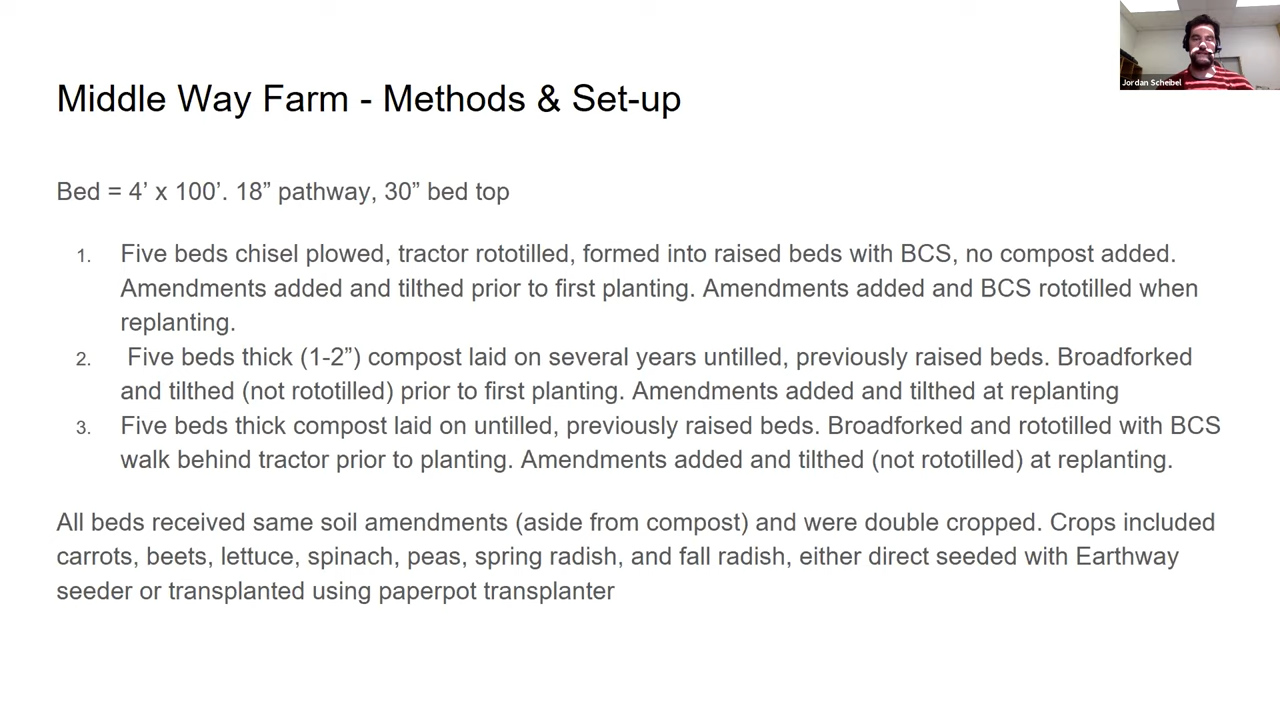 Jordan Scheibel
Middle Way Farm - Methods & Set-up
Bed = 4’ x 100’. 18” pathway, 30” bed top
1. Five beds chisel plowed, tractor rototilled, formed into raised beds with BCS, no compost added.
Amendments added and tilthed prior to first planting. Amendments added and BCS rototilled when
replanting.
2. Five beds thick (1-2”) compost laid on several years untilled, previously raised beds. Broadforked
and tilthed (not rototilled) prior to first planting. Amendments added and tilthed at replanting
3. Five beds thick compost laid on untilled, previously raised beds. Broadforked and rototilled with BCS
walk behind tractor prior to planting. Amendments added and tilthed (not rototilled) at replanting.
All beds received same soil amendments (aside from compost) and were double cropped. Crops included
carrots, beets, lettuce, spinach, peas, spring radish, and fall radish, either direct seeded with Earthway
seeder or transplanted using paperpot transplanter